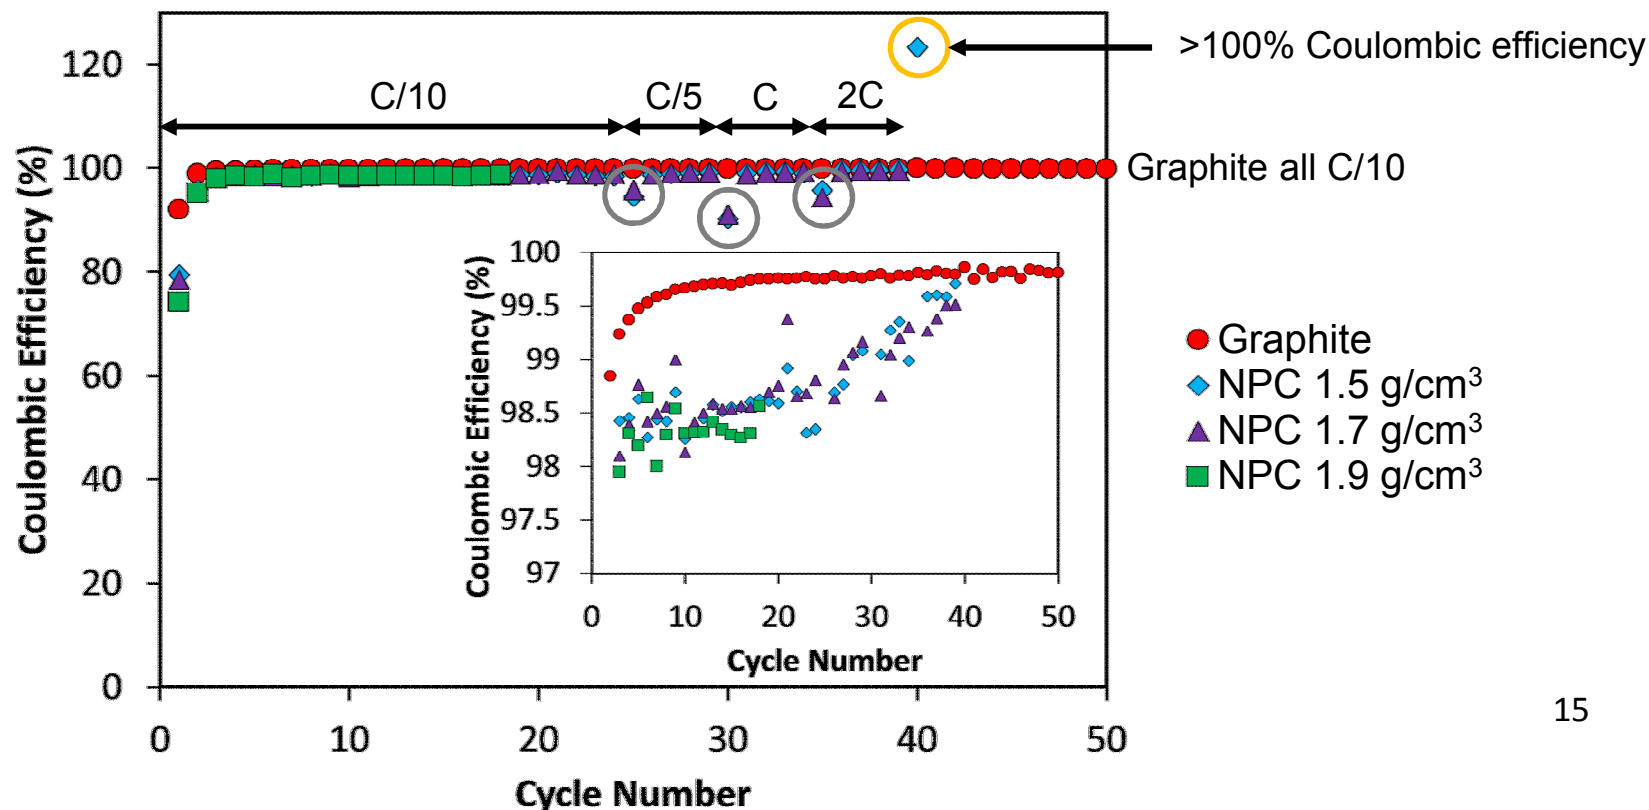 >100% Coulombic efficiency
C/10
C/5
C
2C
Graphite all C/10
Coulombic Efficiency (%)
120
100
80
60
40
20
0
0
10
20
30
40
50
Cycle Number
Coulombic Efficiency (%)
100
99.5
99
98.5
98
97.5
97
0
10
20
30
40
50
Cycle Number
Graphite
NPC 1.5 g/cm³
NPC 1.7 g/cm³
NPC 1.9 g/cm³
15